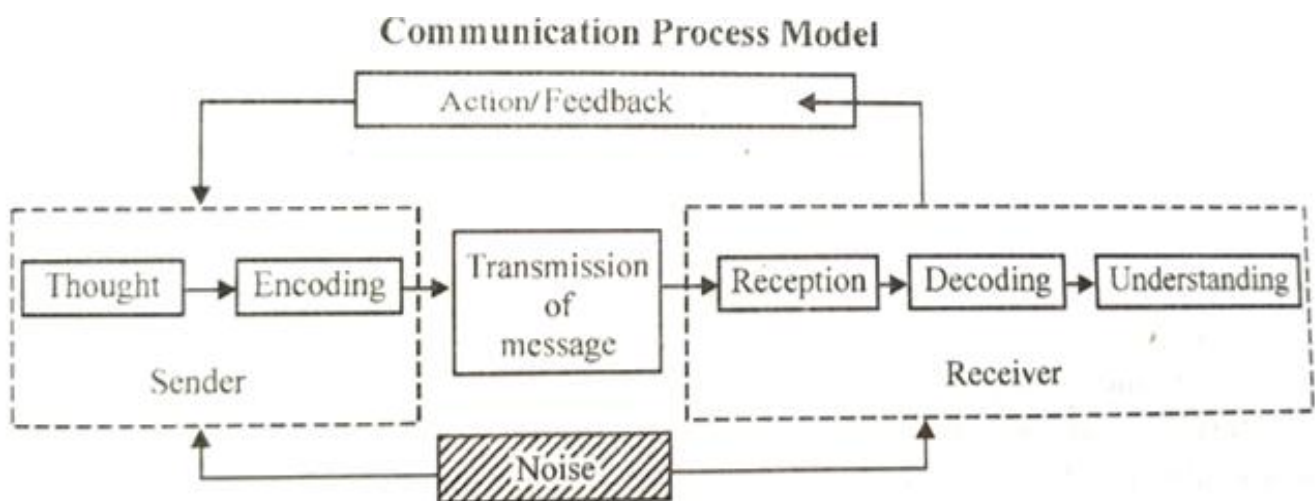 Communication Process Model
Action/Feedback
Thought
Encoding
Transmission
of
message
Reception
Decoding
Understanding
Sender
Receiver
Noise